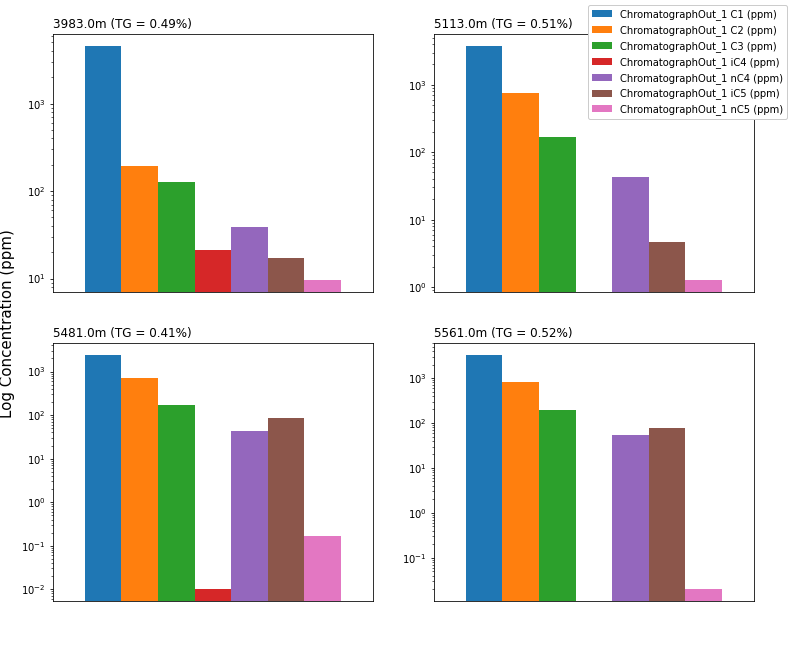 3983.0m (TG = 0.49%)
10³
10²
10¹
5113.0m (TG = 0.51%)
10³
10²
10¹
10⁰
ChromatographOut_1 C1 (ppm)
ChromatographOut_1 C2 (ppm)
ChromatographOut_1 C3 (ppm)
ChromatographOut_1 iC4 (ppm)
ChromatographOut_1 nC4 (ppm)
ChromatographOut_1 iC5 (ppm)
ChromatographOut_1 nC5 (ppm)
Log Concentration (ppm)
5481.0m (TG = 0.41%)
10³
10²
10¹
10⁰
10⁻¹
10⁻²
5561.0m (TG = 0.52%)
10³
10²
10¹
10⁰
10⁻¹